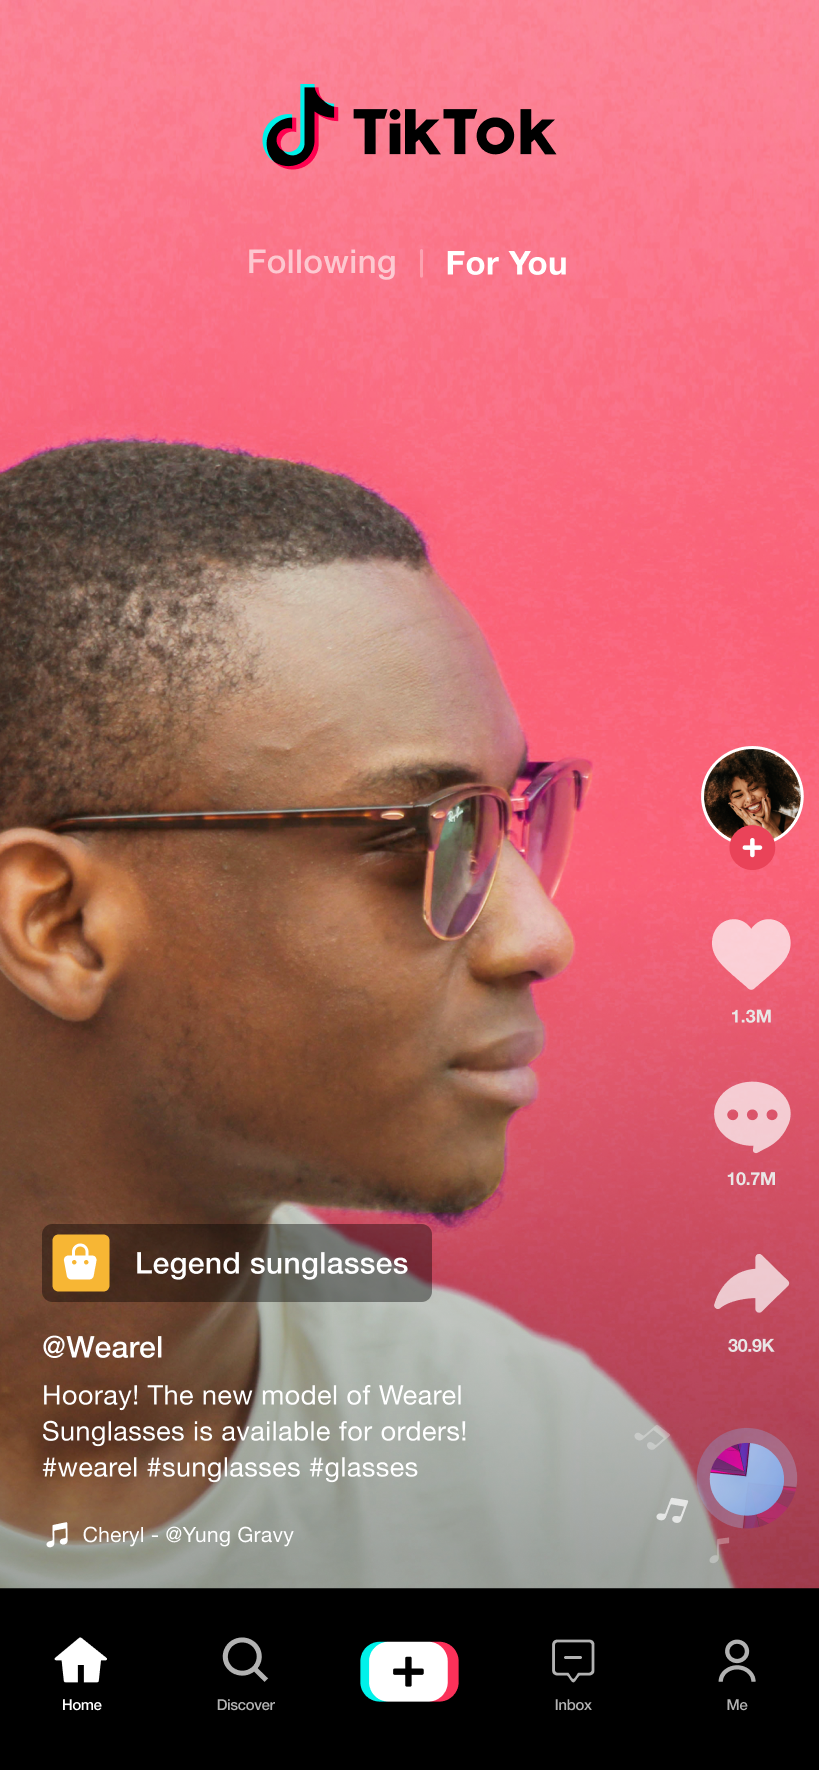 TikTok
Following | For You
1.3M
10.7M
30.9K
Legend sunglasses
@Wearel
Hooray! The new model of Wearel
Sunglasses is available for orders!
#wearel #sunglasses #glasses
Cheryl - @Yung Gravy
Home
Discover
Inbox
Me